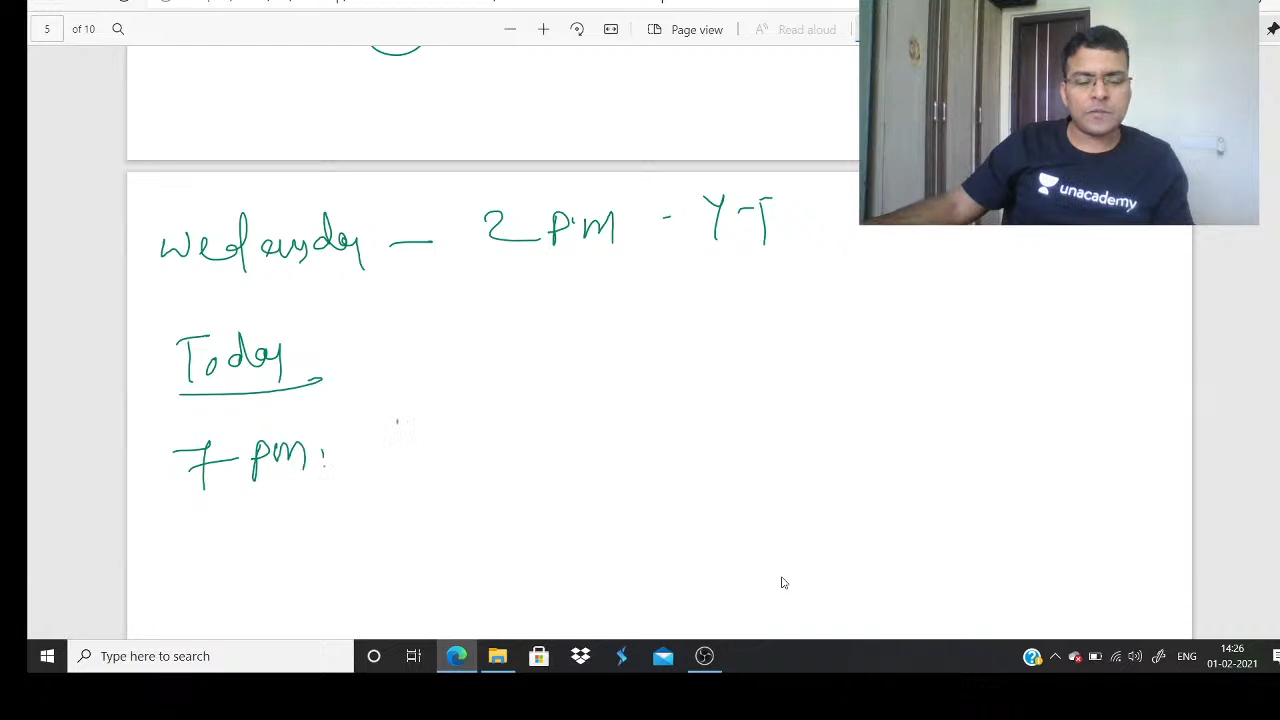 5 of 10 Page view Read aloud
unacademy
Wednesday — 2 PM - YT
Today
7 pm:
Type here to search
ENG
14:26
01-02-2021